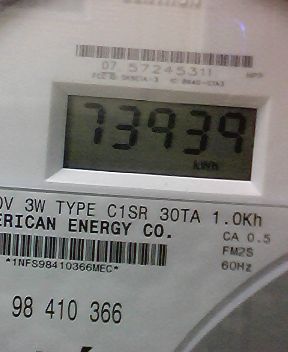 07 57245311
73939
kWh
0V 3W TYPE C1SR 30TA 1.0Kh
ERICAN ENERGY CO.
CA 0.5
FM2S
60Hz
*1NFS98410366MEC*
98 410 366